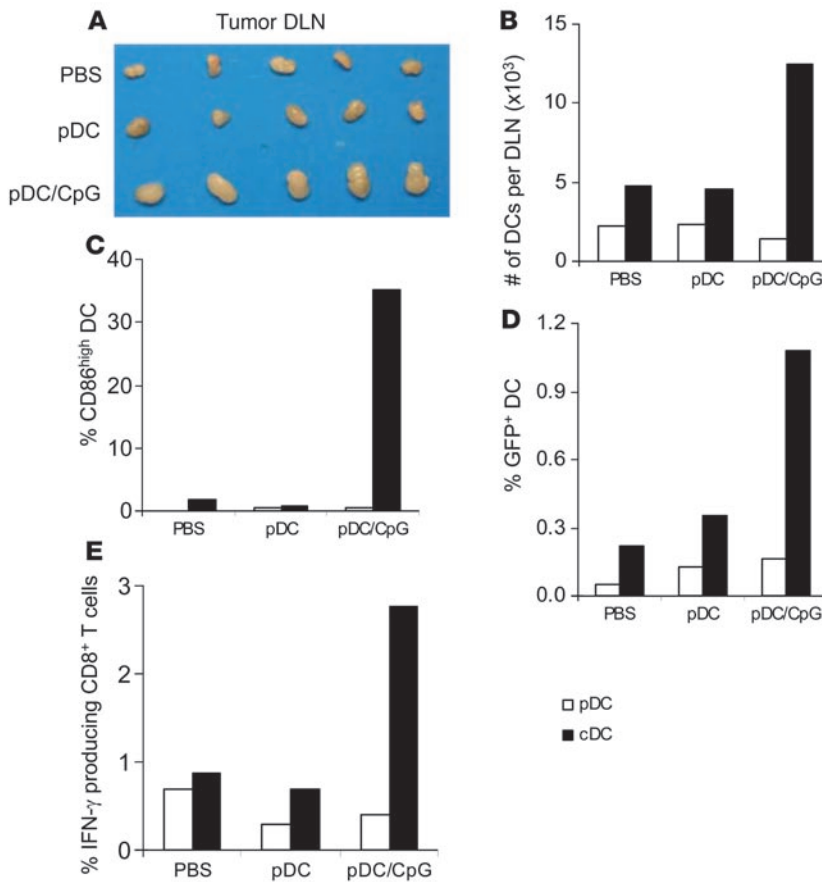 A
Tumor DLN
PBS
pDC
pDC/CpG
B
# of DCs per DLN (x10³)
15
10
5
0
PBS pDC pDC/CpG
C
% CD86ʰⁱᵍʰ DC
40
30
20
10
0
PBS pDC pDC/CpG
D
% GFP⁺ DC
1.2
0.9
0.6
0.3
0.0
PBS pDC pDC/CpG
E
% IFN-γ producing CD8⁺ T cells
3
2
1
0
PBS pDC pDC/CpG
pDC
cDC